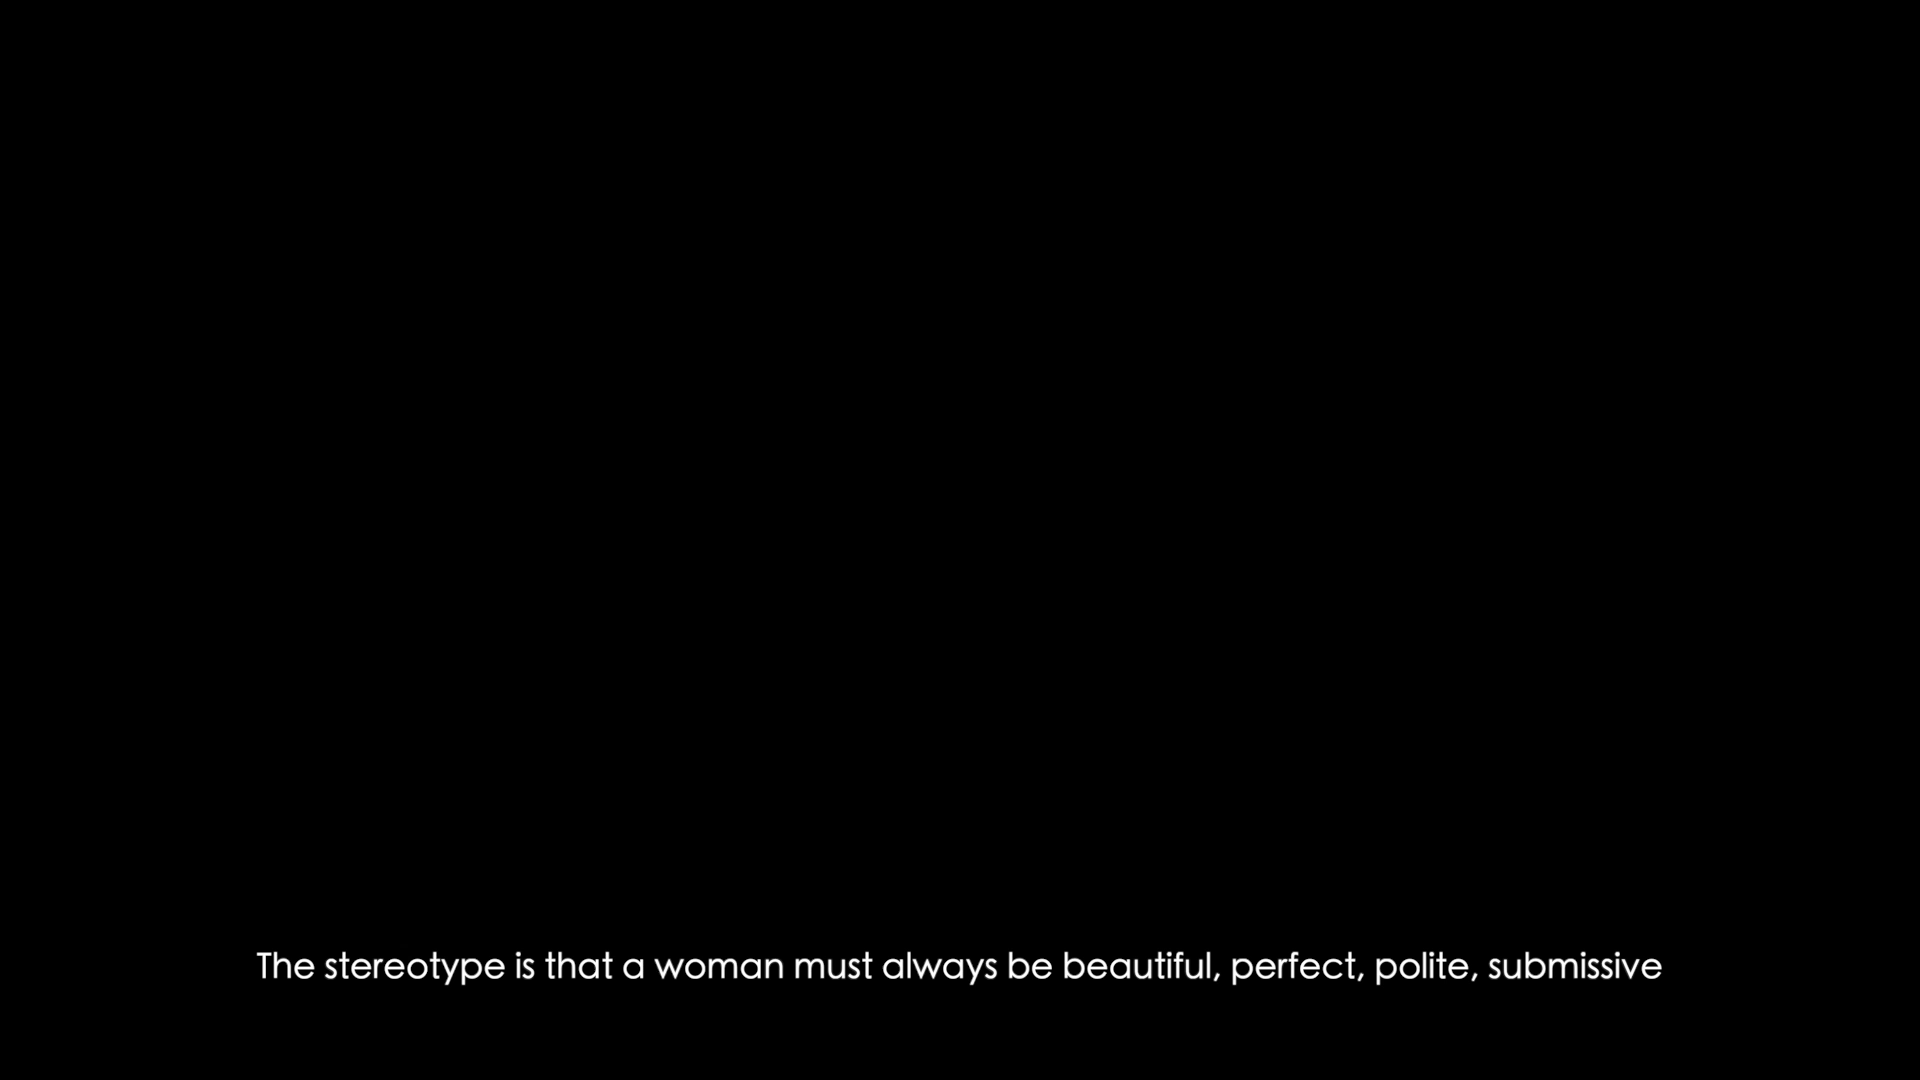 The stereotype is that a woman must always be beautiful, perfect, polite, submissive